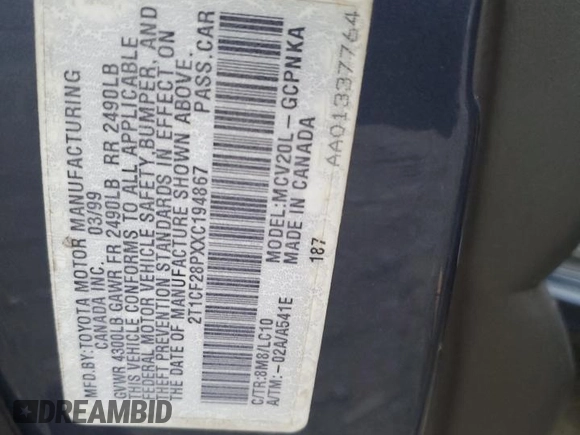 MFD.BY:TOYOTA MOTOR MANUFACTURING
CANADA INC. 03/99
GVWR 4300LB GAWR FR 2490LB RR 2490LB
THIS VEHICLE CONFORMS TO ALL APPLICABLE
FEDERAL MOTOR VEHICLE SAFETY,BUMPER, AND
THEFT PREVENTION STANDARDS IN EFFECT ON
THE DATE OF MANUFACTURE SHOWN ABOVE.
2T1CF28PXXC194867 PASS.CAR
C/TR:8M8/LC10 MCV20L-GCPNKA
A/TM:-02A/A541E MADE IN CANADA
187
AA01337764
DREAMBID